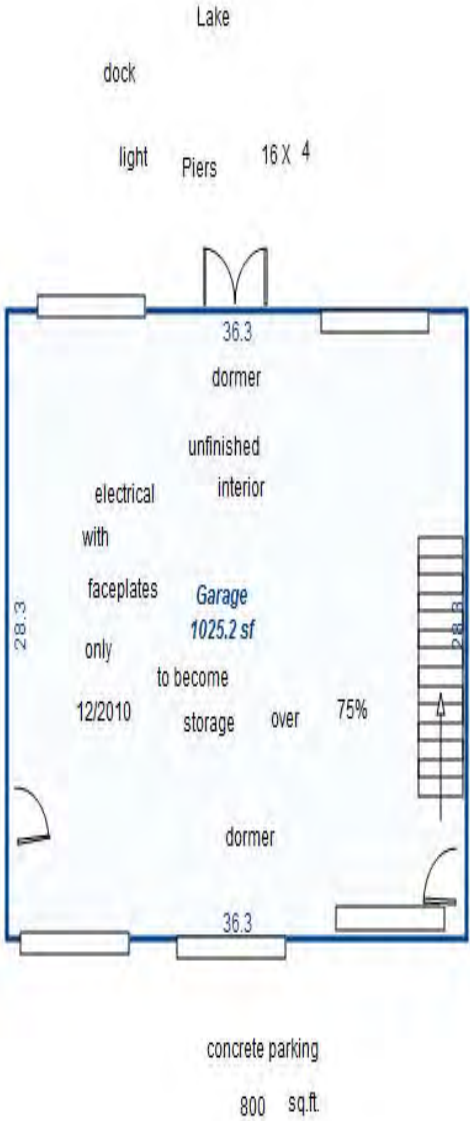 Lake
dock
light Piers 16 X 4
36.3
dormer
unfinished
electrical interior
with
faceplates Garage
28.3 1025.2 sf 28.3
only
to become
12/2010 storage over 75%
dormer
36.3
concrete parking
800 sq.ft.